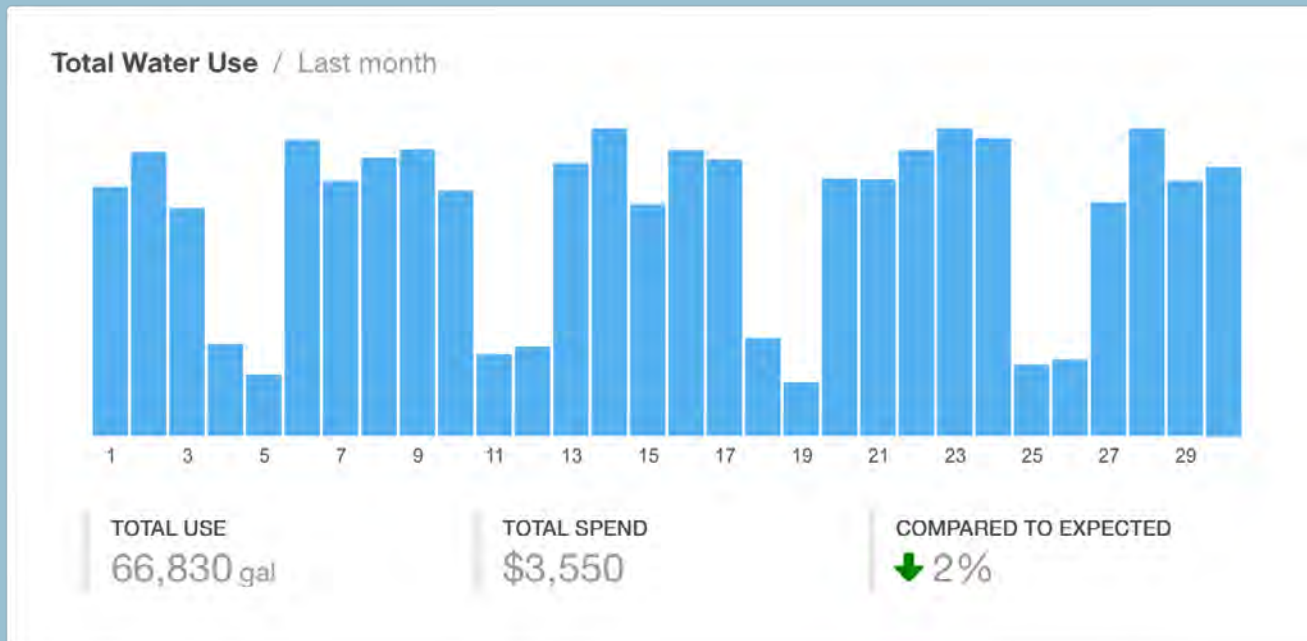 Total Water Use / Last month
1 3 5 7 9 11 13 15 17 19 21 23 25 27 29
TOTAL USE TOTAL SPEND COMPARED TO EXPECTED
66,830 gal $3,550 2%